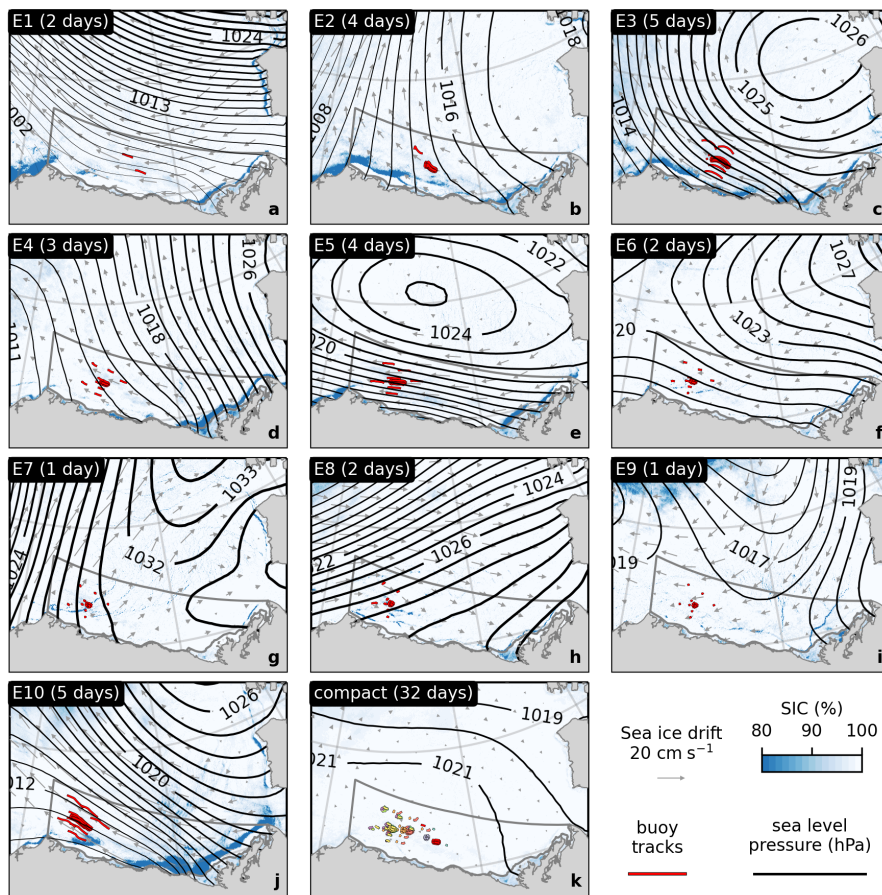 E1 (2 days)
1024
1013
002
a
E2 (4 days)
1018
1016
1008
b
E3 (5 days)
1026
1025
1014
c
E4 (3 days)
1026
1018
1011
d
E5 (4 days)
1022
1024
020
e
E6 (2 days)
1027
1023
20
f
E7 (1 day)
1033
1032
024
g
E8 (2 days)
1024
1026
22
h
E9 (1 day)
1019
1017
019
i
E10 (5 days)
1026
1020
012
j
compact (32 days)
1019
1021
021
k
SIC (%)
80 90 100
Sea ice drift
20 cm s⁻¹
buoy
tracks
sea level
pressure (hPa)